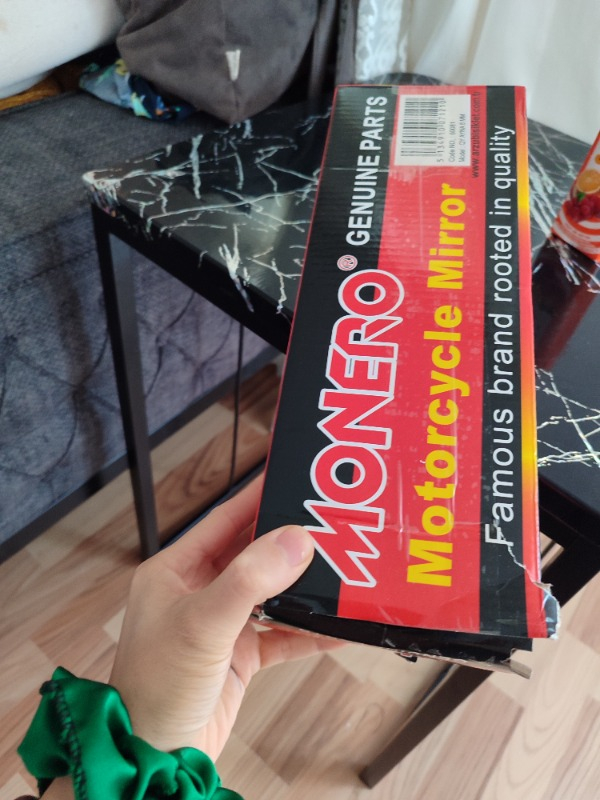 MONERO® GENUINE PARTS
Motorcycle Mirror
Famous brand rooted in quality